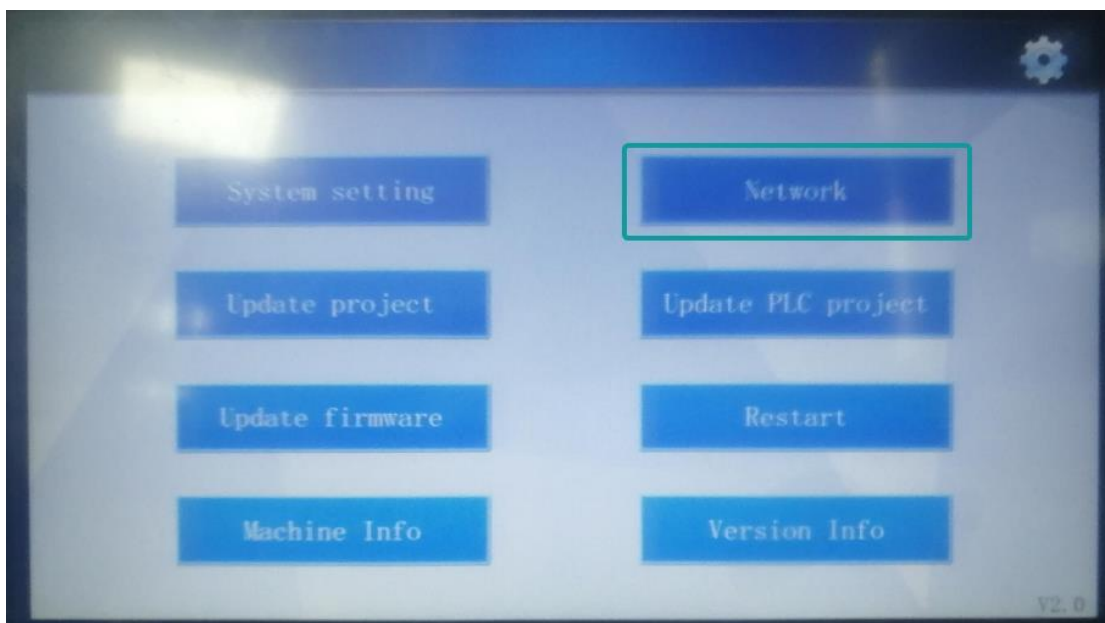 System setting
Network
Update project
Update PLC project
Update firmware
Restart
Machine Info
Version Info
V2.0